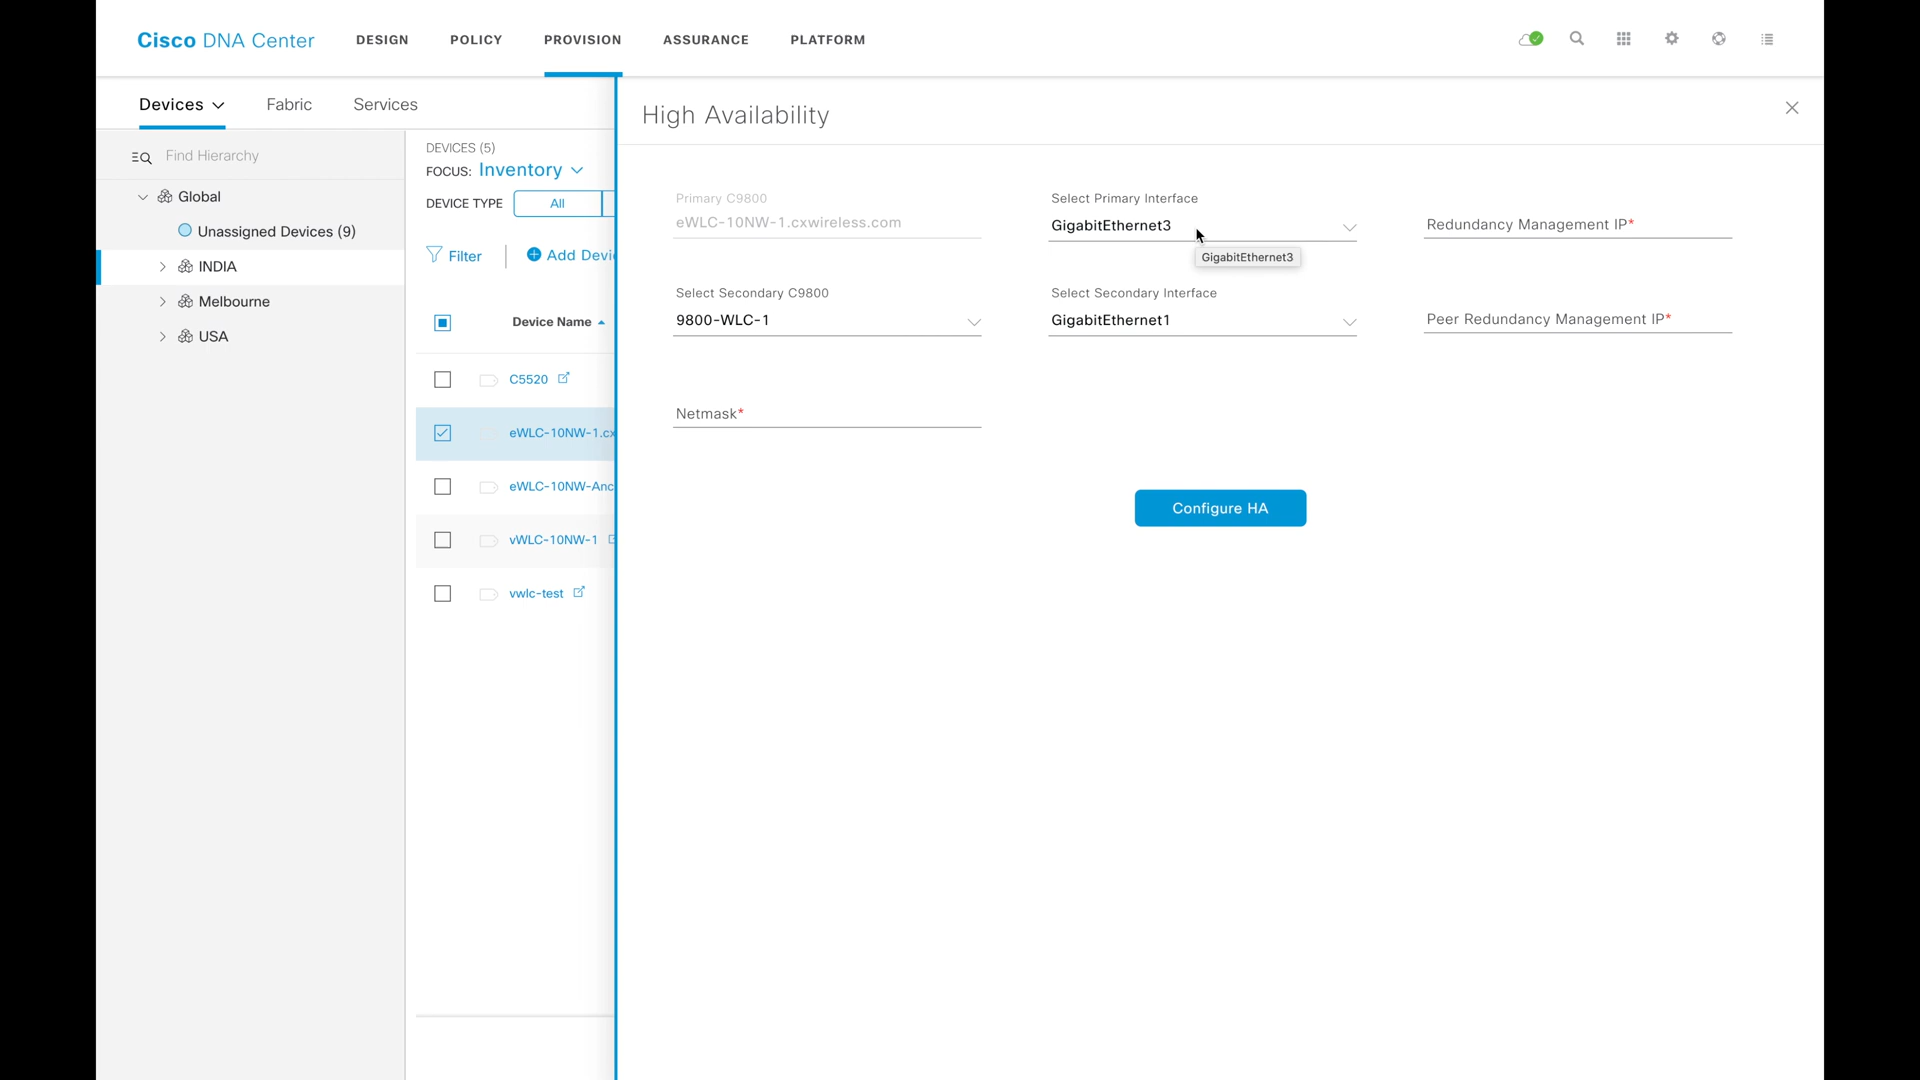 Cisco DNA Center DESIGN POLICY PROVISION ASSURANCE PLATFORM
Devices Fabric Services
High Availability
Find Hierarchy
Global
Unassigned Devices (9)
INDIA
Melbourne
USA
DEVICES (5)
FOCUS: Inventory
DEVICE TYPE All
Filter Add Devi
Device Name
C5520
eWLC-10NW-1.cx
eWLC-10NW-Anc
vWLC-10NW-1
vwlc-test
Primary C9800
eWLC-10NW-1.cxwireless.com
Select Primary Interface
GigabitEthernet3
GigabitEthernet3
Redundancy Management IP*
Select Secondary C9800
9800-WLC-1
Select Secondary Interface
GigabitEthernet1
Peer Redundancy Management IP*
Netmask*
Configure HA